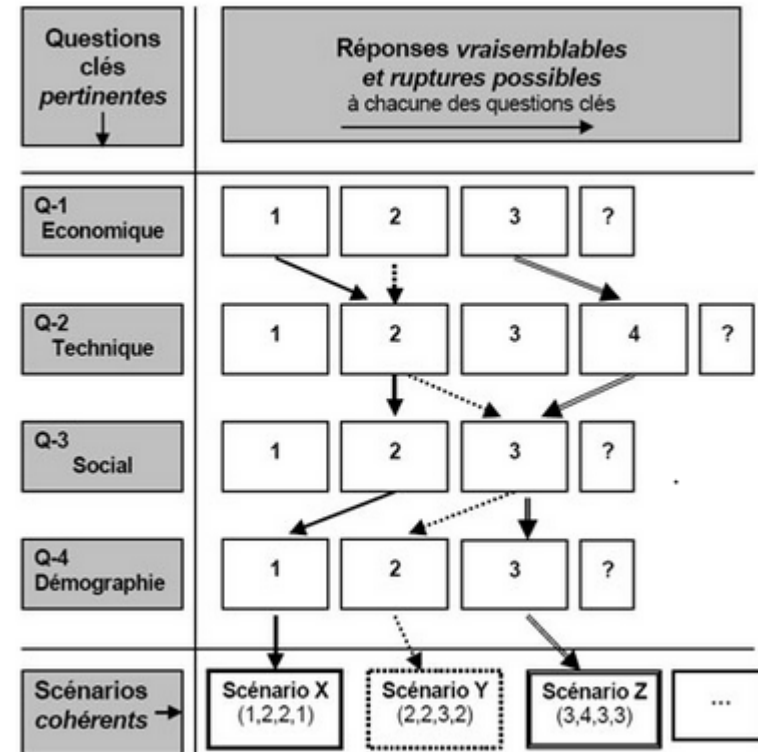 Questions
clés
pertinentes
Réponses vraisemblables
et ruptures possibles
à chacune des questions clés
Q-1
Economique
1
2
3
?
Q-2
Technique
1
2
3
4
?
Q-3
Social
1
2
3
?
Q-4
Démographie
1
2
3
?
Scénarios
cohérents
Scénario X
(1,2,2,1)
Scénario Y
(2,2,3,2)
Scénario Z
(3,4,3,3)
...